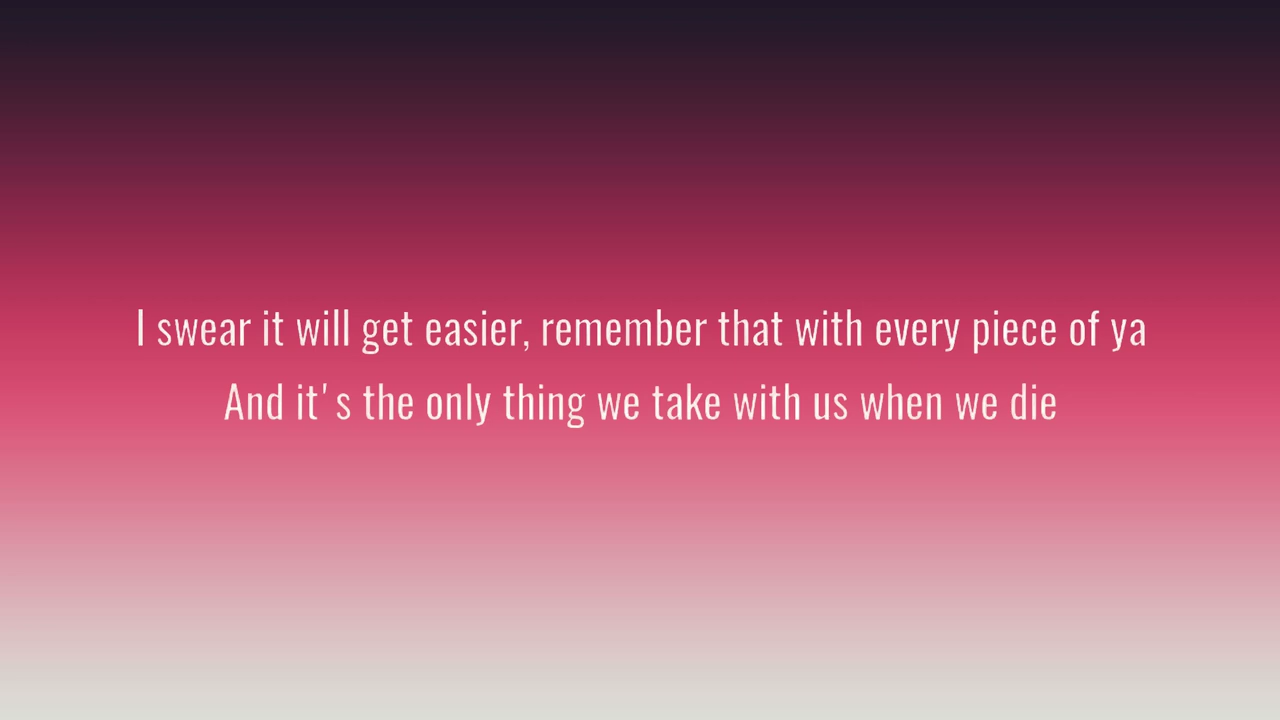 I swear it will get easier, remember that with every piece of ya
And it's the only thing we take with us when we die